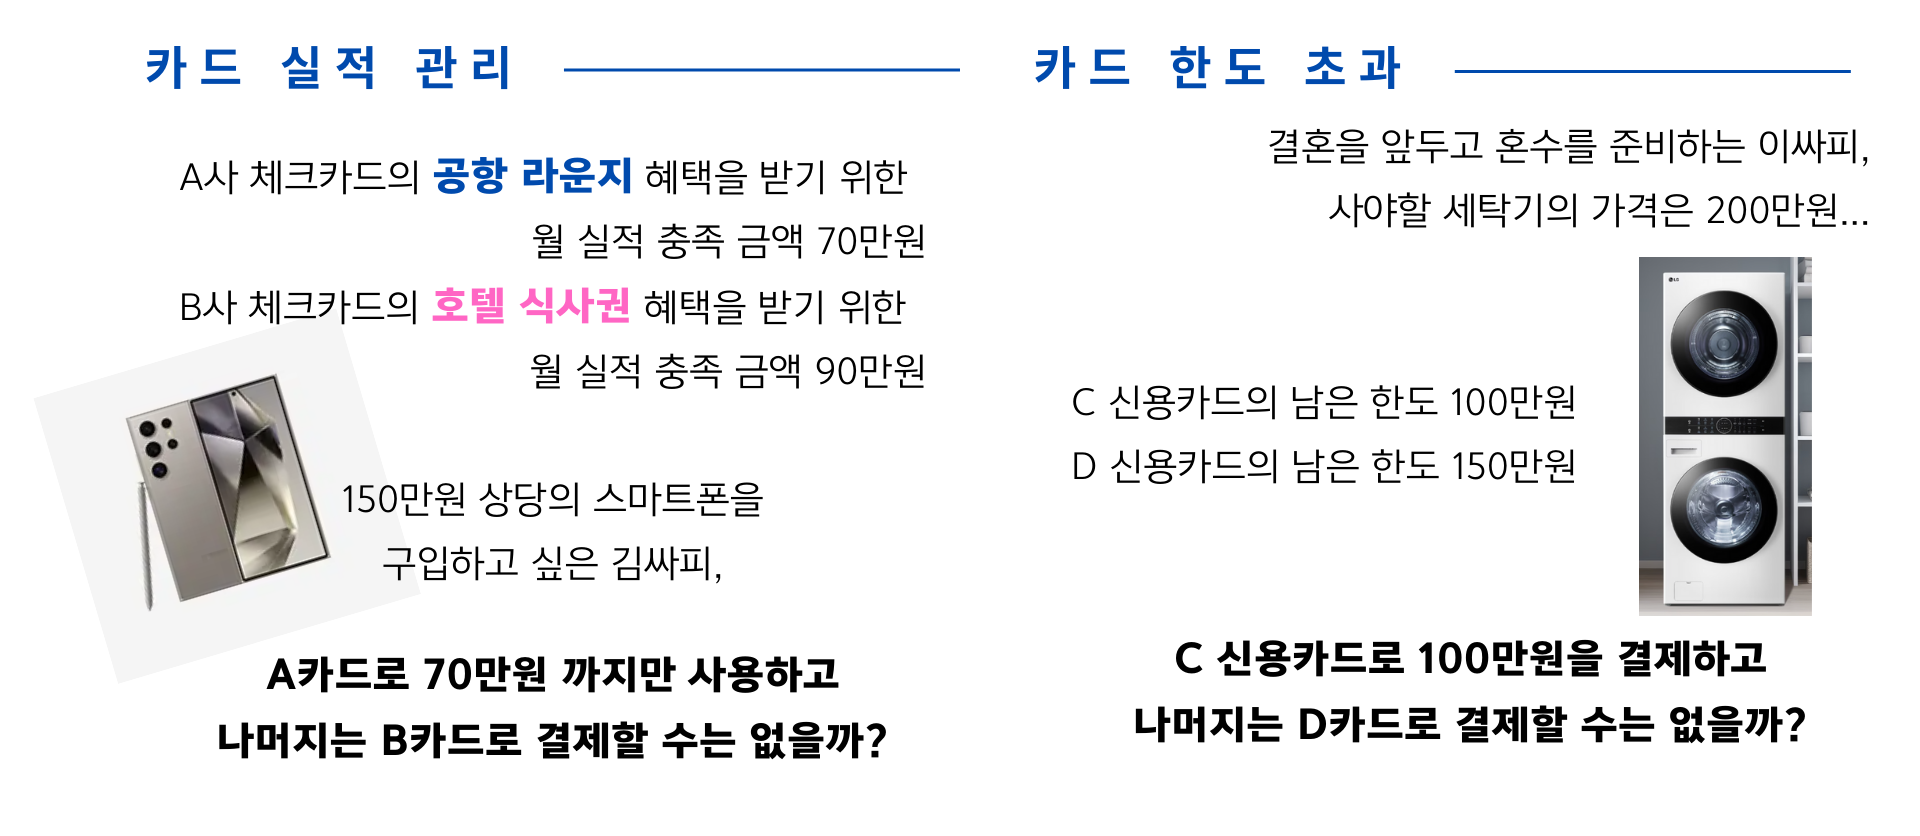 카드 실적 관리
A사 체크카드의 공항 라운지 혜택을 받기 위한
월 실적 충족 금액 70만원
B사 체크카드의 호텔 식사권 혜택을 받기 위한
월 실적 충족 금액 90만원
150만원 상당의 스마트폰을
구입하고 싶은 김싸피,
A카드로 70만원 까지만 사용하고
나머지는 B카드로 결제할 수는 없을까?
카드 한도 초과
결혼을 앞두고 혼수를 준비하는 이싸피,
사야할 세탁기의 가격은 200만원...
LG
C 신용카드의 남은 한도 100만원
D 신용카드의 남은 한도 150만원
C 신용카드로 100만원을 결제하고
나머지는 D카드로 결제할 수는 없을까?